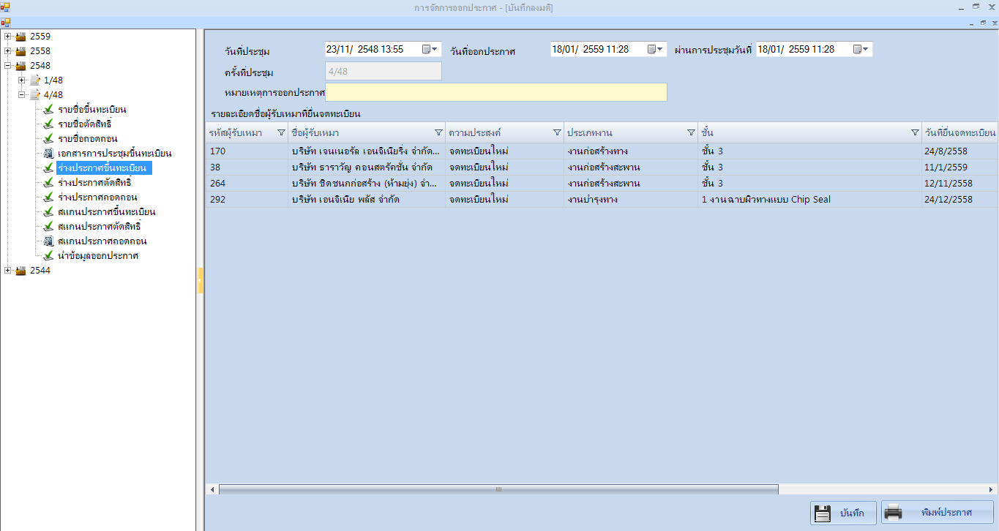 การจัดการออกประกาศ - [บันทึกลงมติ]
2559
2558
2548
1/48
4/48
รายชื่อขึ้นทะเบียน
รายชื่อตัดสิทธิ์
รายชื่อถอดถอน
เอกสารการประชุมขึ้นทะเบียน
ร่างประกาศขึ้นทะเบียน
ร่างประกาศตัดสิทธิ์
ร่างประกาศถอดถอน
สแกนประกาศขึ้นทะเบียน
สแกนประกาศตัดสิทธิ์
สแกนประกาศถอดถอน
นำข้อมูลออกประกาศ
2544
วันที่ประชุม 23/11/ 2548 13:55 วันที่ออกประกาศ 18/01/ 2559 11:28 ผ่านการประชุมวันที่ 18/01/ 2559 11:28
ครั้งที่ประชุม 4/48
หมายเหตุการออกประกาศ
รายละเอียดชื่อผู้รับเหมาที่ยื่นจดทะเบียน
รหัสผู้รับเหมา ชื่อผู้รับเหมา ความประสงค์ ประเภทงาน ชั้น วันที่ยื่นจดทะเบียน
170 บริษัท เจนเนอรัล เอนจิเนียริ่ง จำกัด... จดทะเบียนใหม่ งานก่อสร้างทาง ชั้น 3 24/8/2558
38 บริษัท ธาราวัญ คอนสตรัคชั่น จำกัด จดทะเบียนใหม่ งานก่อสร้างสะพาน ชั้น 3 11/1/2559
264 บริษัท ชิดชนกก่อสร้าง (ห้ามยุ่ง) จำ... จดทะเบียนใหม่ งานก่อสร้างสะพาน ชั้น 3 12/11/2558
292 บริษัท เอนจิเนีย พลัส จำกัด จดทะเบียนใหม่ งานบำรุงทาง 1 งานฉาบผิวทางแบบ Chip Seal 24/12/2558
บันทึก พิมพ์ประกาศ